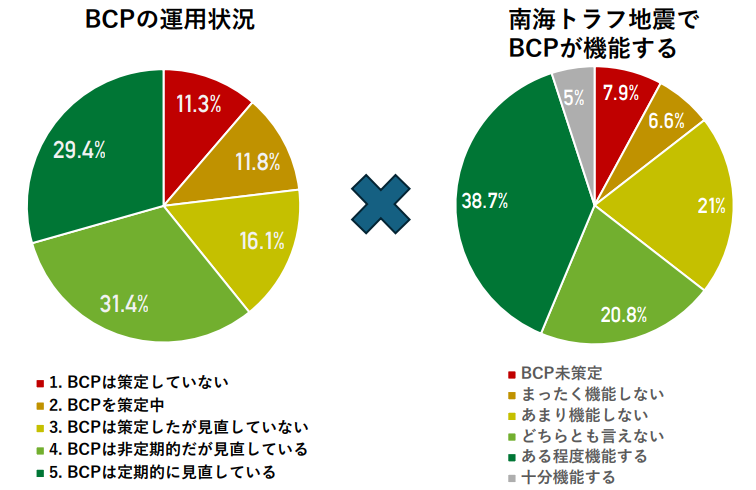 BCPの運用状況
11.3%
11.8%
16.1%
31.4%
29.4%
1. BCPは策定していない
2. BCPを策定中
3. BCPは策定したが見直していない
4. BCPは非定期的だが見直している
5. BCPは定期的に見直している
南海トラフ地震で
BCPが機能する
7.9%
6.6%
21%
20.8%
38.7%
5%
BCP未策定
まったく機能しない
あまり機能しない
どちらとも言えない
ある程度機能する
十分機能する